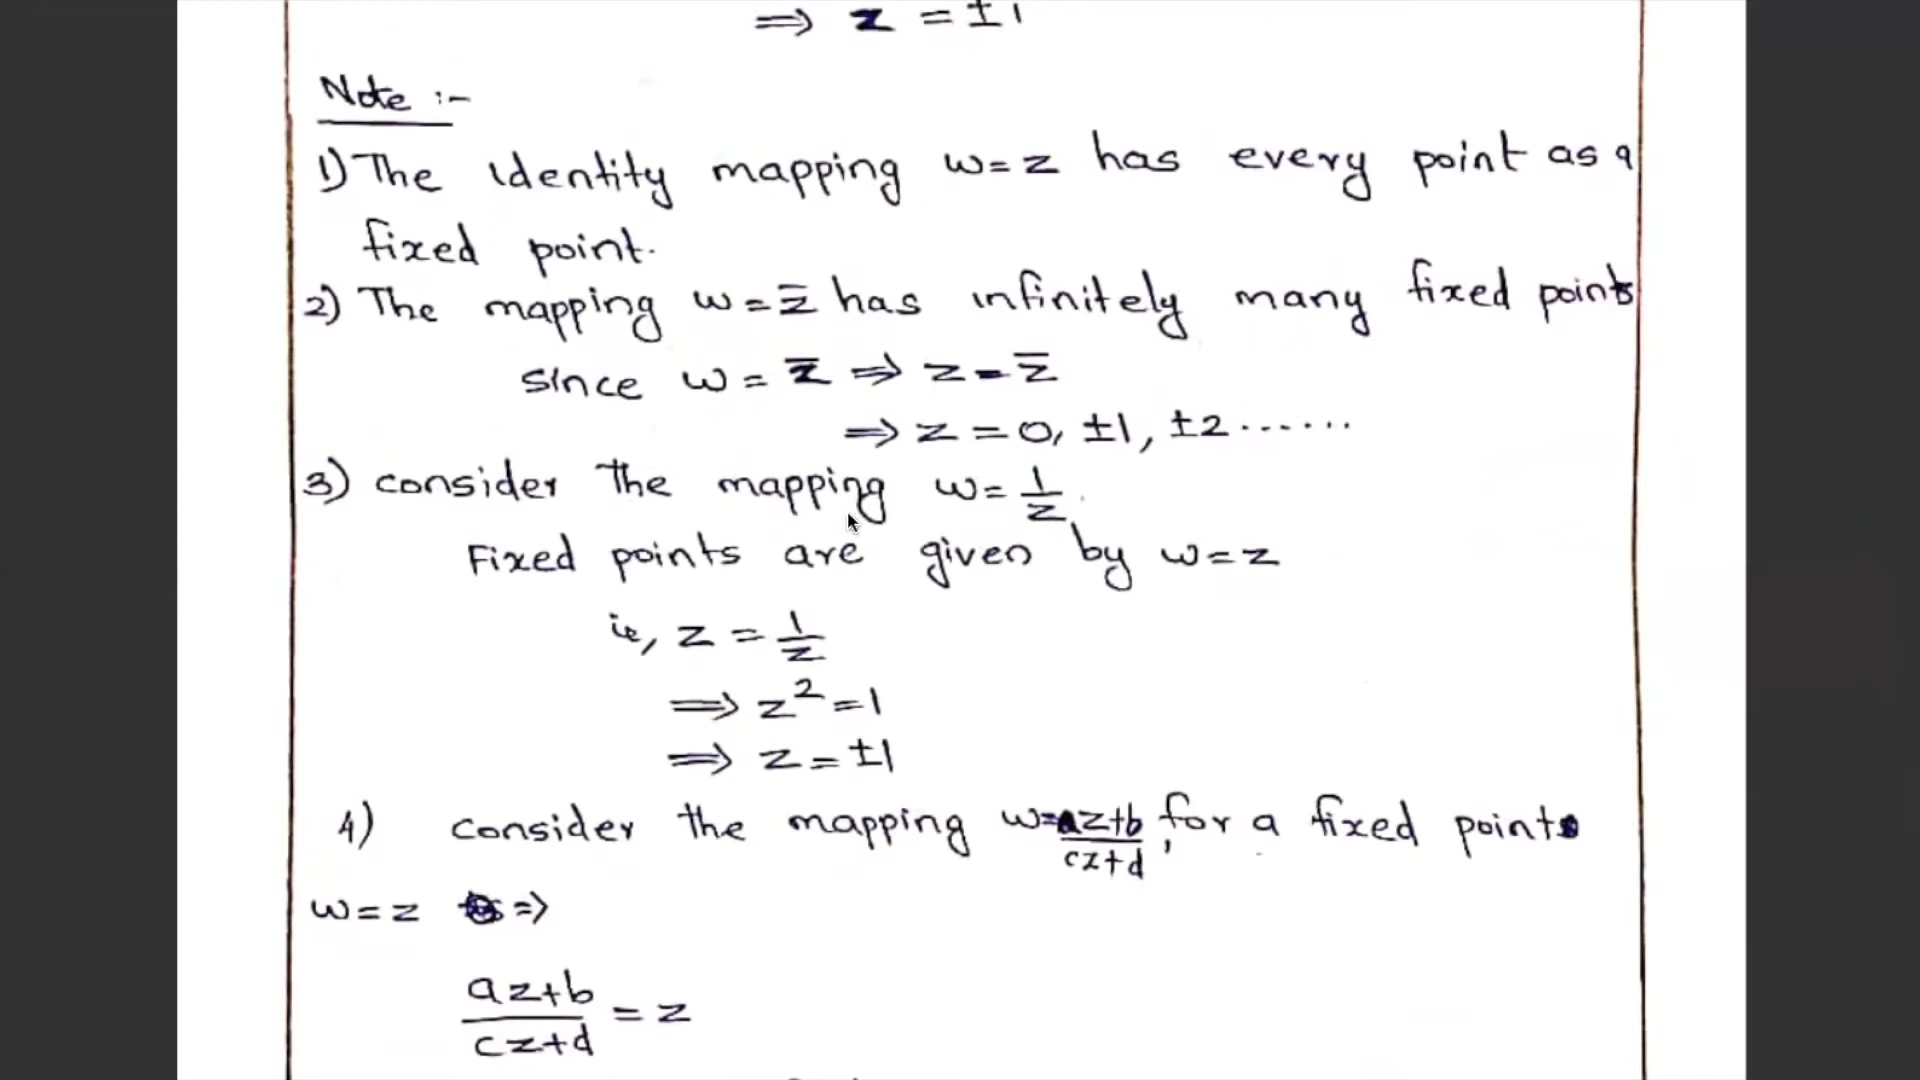 ⇒ z = ±1
Note :-
1) The identity mapping w=z has every point as a
fixed point.
2) The mapping w = z̅ has infinitely many fixed points
since w = z̅ ⇒ z = z̅
⇒ z = 0, ±1, ±2 ......
3) consider the mapping w = 1/z.
Fixed points are given by w=z
ie, z = 1/z
⇒ z² = 1
⇒ z = ±1
4) consider the mapping w = az+b/cz+d, for a fixed point
w = z ⇒
az+b/cz+d = z